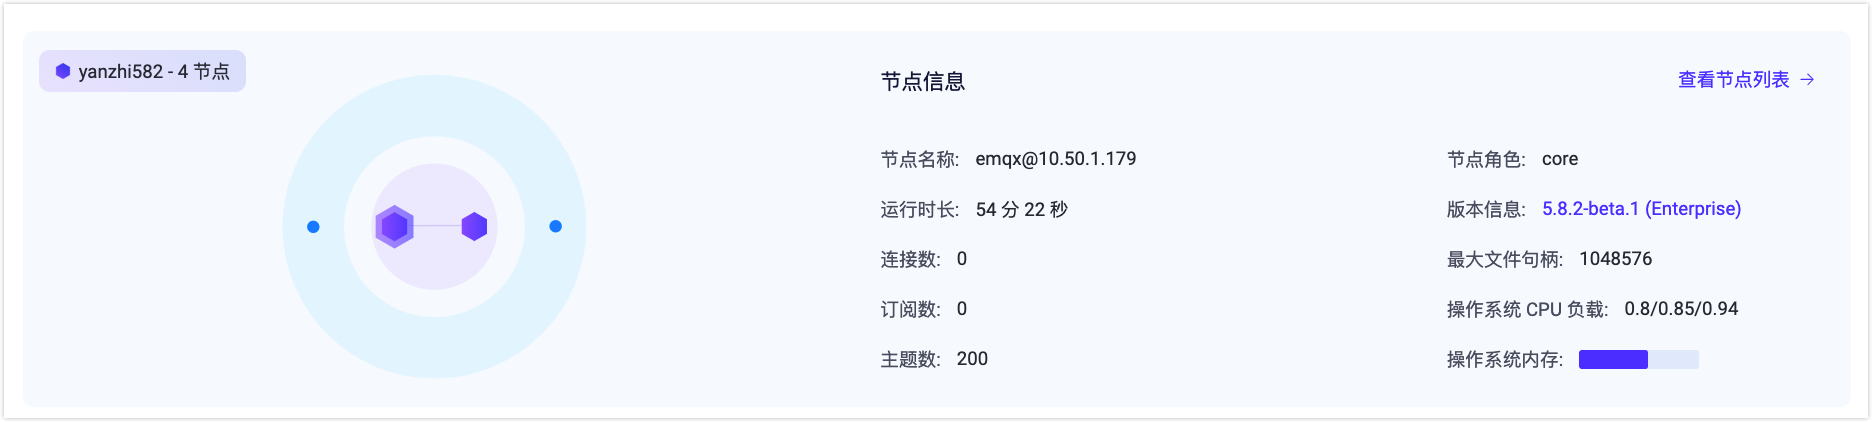 yanzhi582 - 4 节点
节点信息
查看节点列表 →
节点名称: emqx@10.50.1.179
节点角色: core
运行时长: 54 分 22 秒
版本信息: 5.8.2-beta.1 (Enterprise)
连接数: 0
最大文件句柄: 1048576
订阅数: 0
操作系统 CPU 负载: 0.8/0.85/0.94
主题数: 200
操作系统内存: